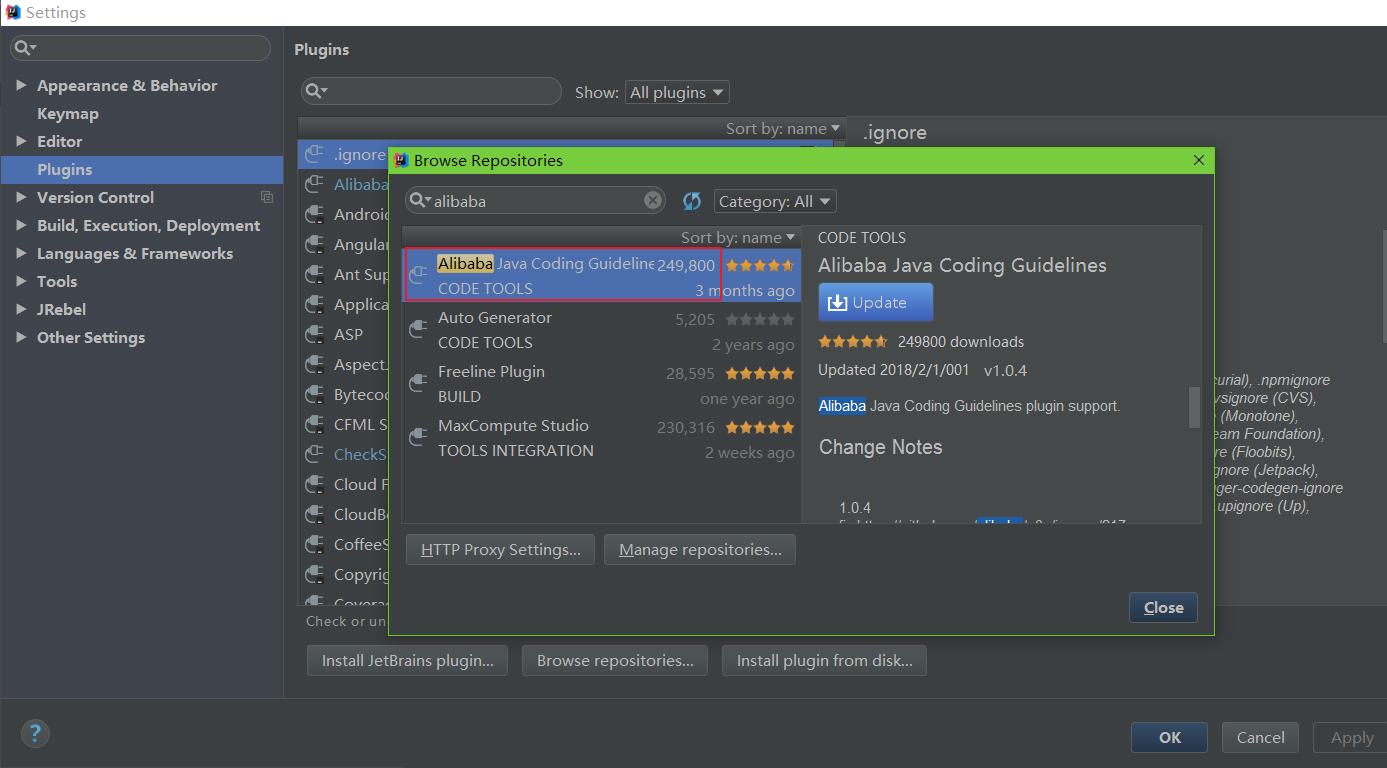 Settings
Appearance & Behavior
Keymap
Editor
Plugins
Version Control
Build, Execution, Deployment
Languages & Frameworks
Tools
JRebel
Other Settings
Plugins
Show: All plugins
Sort by: name
.ignore
Alibaba
Android
Angular
Ant Sup
Applica
ASP
Aspect
Bytecod
CFML S
CheckS
Cloud F
CloudBe
CoffeeS
Copyrig
Covera
Check or un
.ignore
urial), .npmignore
vsignore (CVS),
e (Monotone),
eam Foundation),
re (Floobits),
gnore (Jetpack),
ger-codegen-ignore
.upignore (Up),
Browse Repositories
alibaba
Category: All
Sort by: name
Alibaba Java Coding Guideline 249,800
CODE TOOLS 3 months ago
Auto Generator 5,205
CODE TOOLS 2 years ago
Freeline Plugin 28,595
BUILD one year ago
MaxCompute Studio 230,316
TOOLS INTEGRATION 2 weeks ago
CODE TOOLS
Alibaba Java Coding Guidelines
Update
249800 downloads
Updated 2018/2/1/001 v1.0.4
Alibaba Java Coding Guidelines plugin support.
Change Notes
1.0.4
HTTP Proxy Settings...
Manage repositories...
Close
Install JetBrains plugin...
Browse repositories...
Install plugin from disk...
?
OK
Cancel
Apply